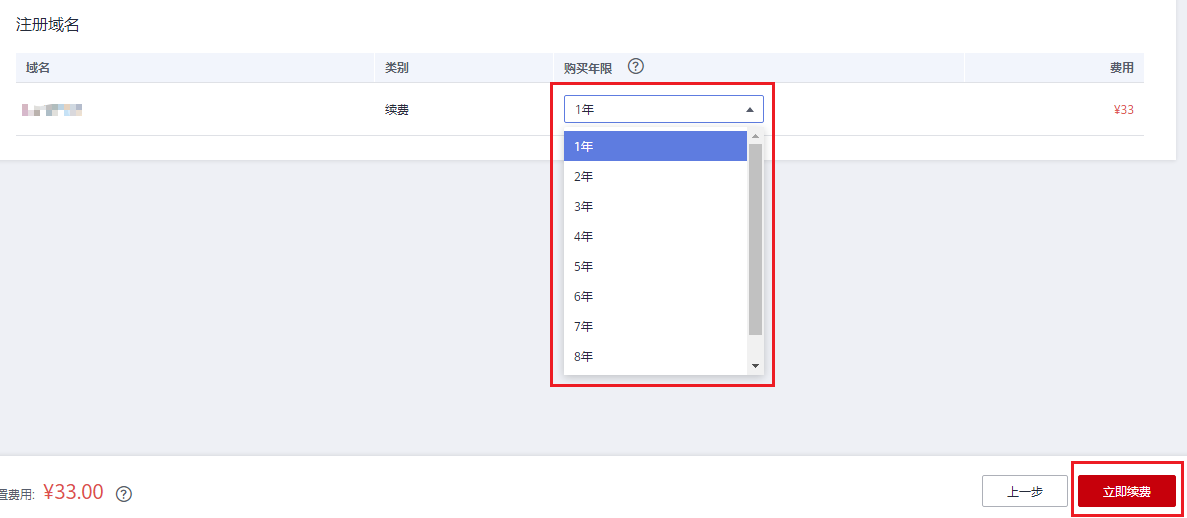 注册域名
域名 类别 购买年限 ? 费用
续费 1年 ¥33
1年
2年
3年
4年
5年
6年
7年
8年
置费用: ¥33.00 ? 上一步 立即续费